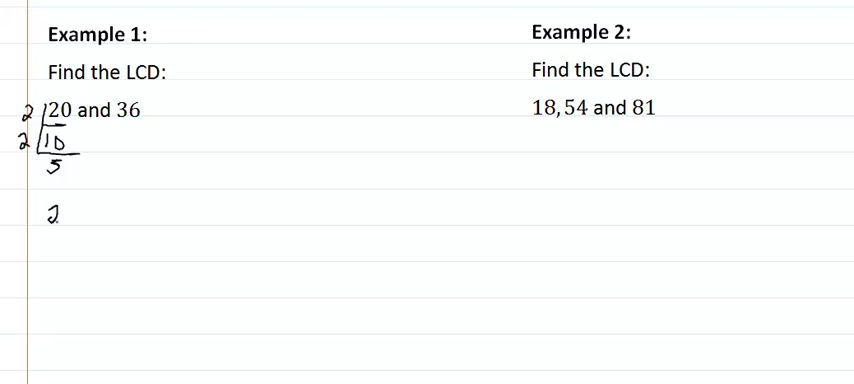 Example 1:
Find the LCD:
2 20 and 36
2 10
5
2
Example 2:
Find the LCD:
18, 54 and 81